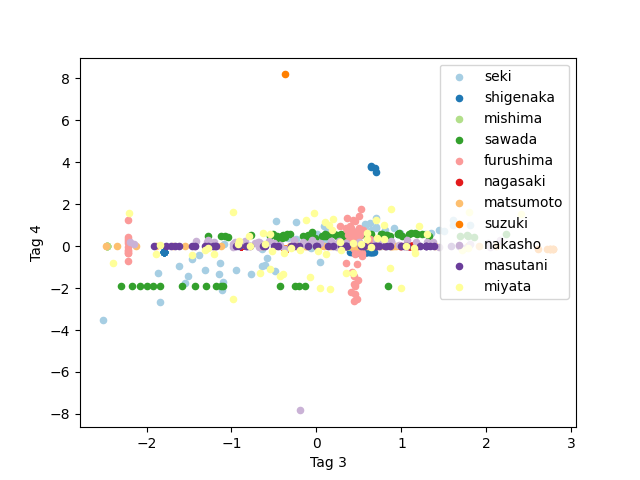 8
6
4
2
0
−2
−4
−6
−8
Tag 4
−2
−1
0
1
2
3
Tag 3
seki
shigenaka
mishima
sawada
furushima
nagasaki
matsumoto
suzuki
nakasho
masutani
miyata